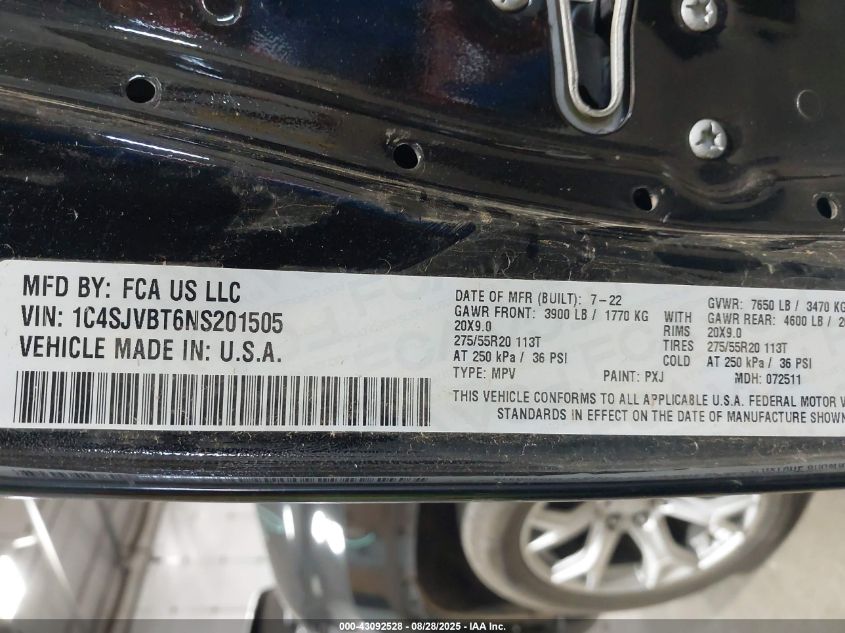 MFD BY: FCA US LLC
VIN: 1C4SJVBT6NS201505
VEHICLE MADE IN: U.S.A.
DATE OF MFR (BUILT): 7-22 GVWR: 7650 LB / 3470 KG
GAWR FRONT: 3900 LB / 1770 KG WITH GAWR REAR: 4600 LB /
20X9.0 RIMS 20X9.0
275/55R20 113T TIRES 275/55R20 113T
AT 250 kPa / 36 PSI COLD AT 250 kPa / 36 PSI
TYPE: MPV PAINT: PXJ MDH: 072511
THIS VEHICLE CONFORMS TO ALL APPLICABLE U.S.A. FEDERAL MOTOR V
STANDARDS IN EFFECT ON THE DATE OF MANUFACTURE SHOWN
000-43092528 - 08/28/2025 - IAA Inc.